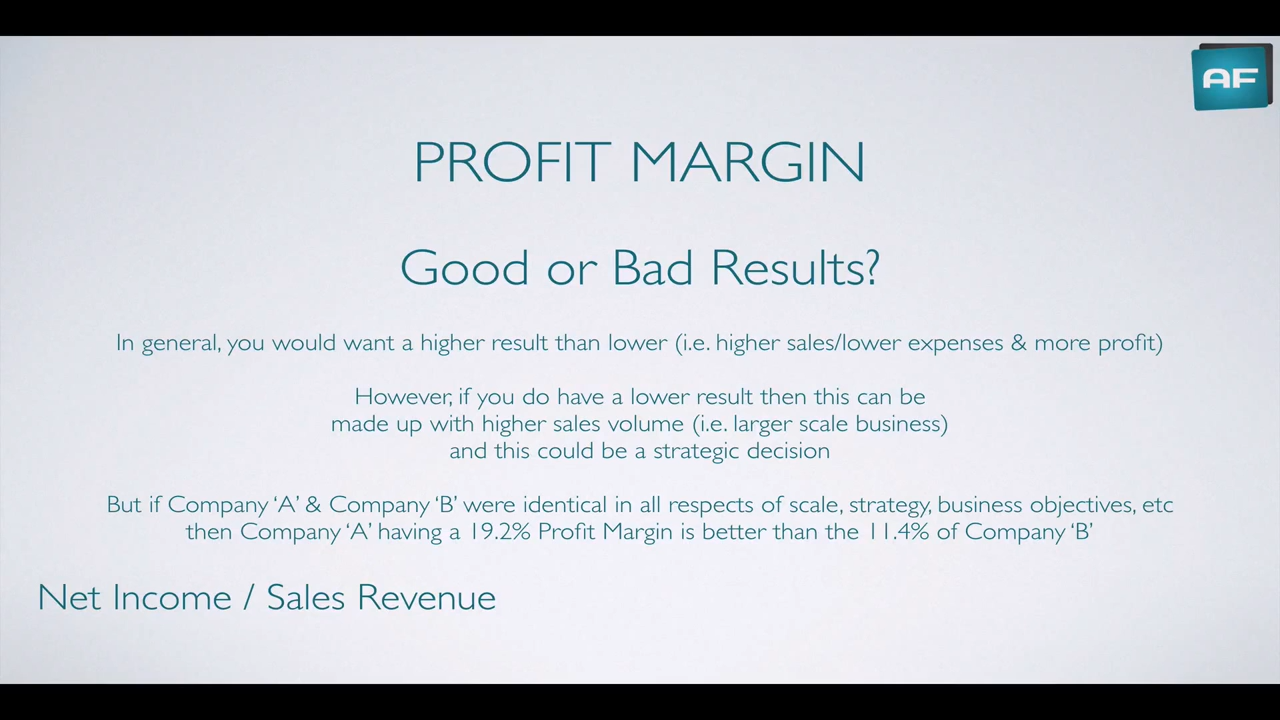 AF
PROFIT MARGIN
Good or Bad Results?
In general, you would want a higher result than lower (i.e. higher sales/lower expenses & more profit)
However, if you do have a lower result then this can be
made up with higher sales volume (i.e. larger scale business)
and this could be a strategic decision
But if Company ‘A’ & Company ‘B’ were identical in all respects of scale, strategy, business objectives, etc
then Company ‘A’ having a 19.2% Profit Margin is better than the 11.4% of Company ‘B’
Net Income / Sales Revenue